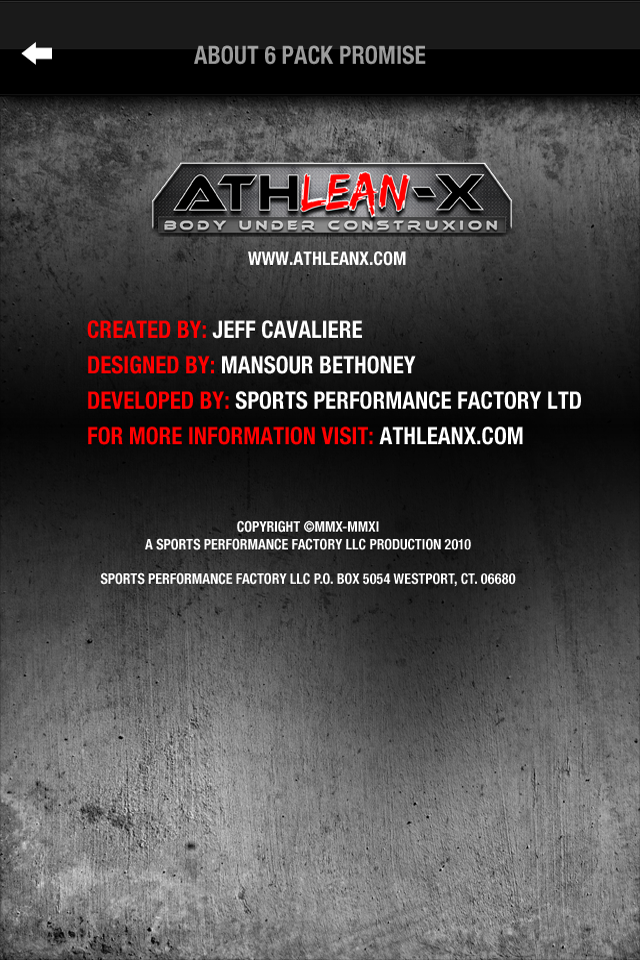 ABOUT 6 PACK PROMISE
ATHLEAN-X
BODY UNDER CONSTRUXION
WWW.ATHLEANX.COM
CREATED BY: JEFF CAVALIERE
DESIGNED BY: MANSOUR BETHONEY
DEVELOPED BY: SPORTS PERFORMANCE FACTORY LTD
FOR MORE INFORMATION VISIT: ATHLEANX.COM
COPYRIGHT ©MMX-MMXI
A SPORTS PERFORMANCE FACTORY LLC PRODUCTION 2010
SPORTS PERFORMANCE FACTORY LLC P.O. BOX 5054 WESTPORT, CT. 06680